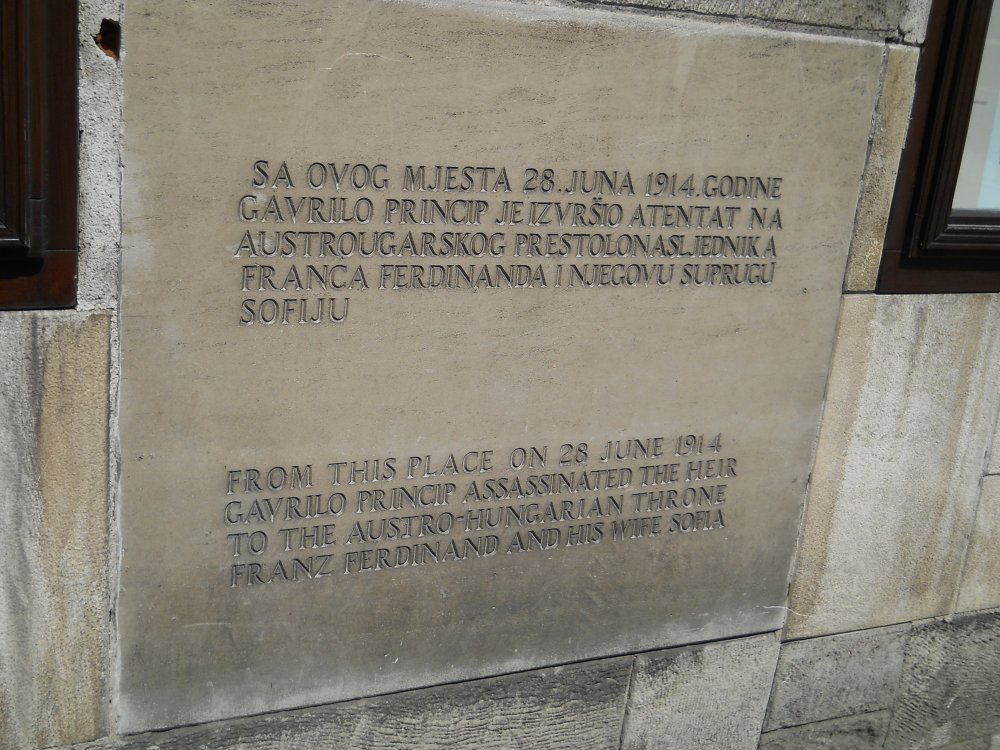 SA OVOG MJESTA 28. JUNA 1914. GODINE
GAVRILO PRINCIP JE IZVRŠIO ATENTAT NA
AUSTROUGARSKOG PRESTOLONASLJEDNIKA
FRANCA FERDINANDA I NJEGOVU SUPRUGU
SOFIJU
FROM THIS PLACE ON 28 JUNE 1914
GAVRILO PRINCIP ASSASSINATED THE HEIR
TO THE AUSTRO-HUNGARIAN THRONE
FRANZ FERDINAND AND HIS WIFE SOFIA